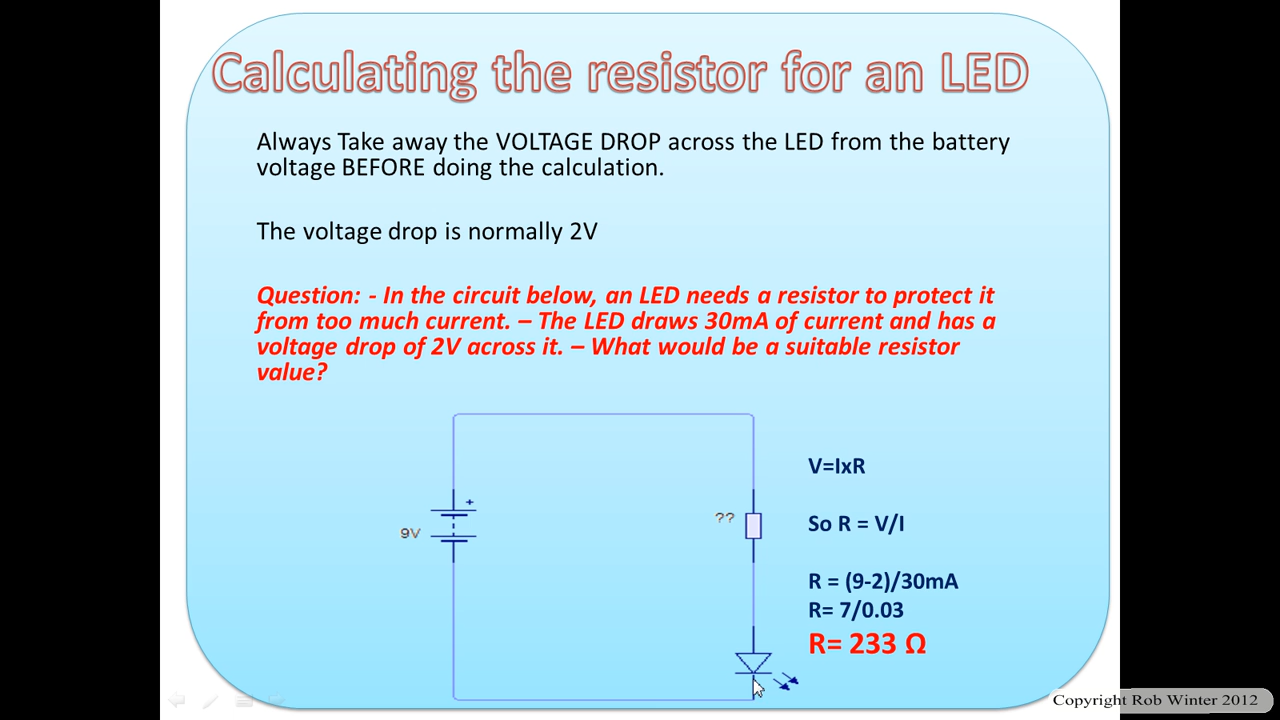 Calculating the resistor for an LED
Always Take away the VOLTAGE DROP across the LED from the battery
voltage BEFORE doing the calculation.
The voltage drop is normally 2V
Question: - In the circuit below, an LED needs a resistor to protect it
from too much current. – The LED draws 30mA of current and has a
voltage drop of 2V across it. – What would be a suitable resistor
value?
V=IxR
+
??
9V
So R = V/I
R = (9-2)/30mA
R= 7/0.03
R= 233 Ω
Copyright Rob Winter 2012